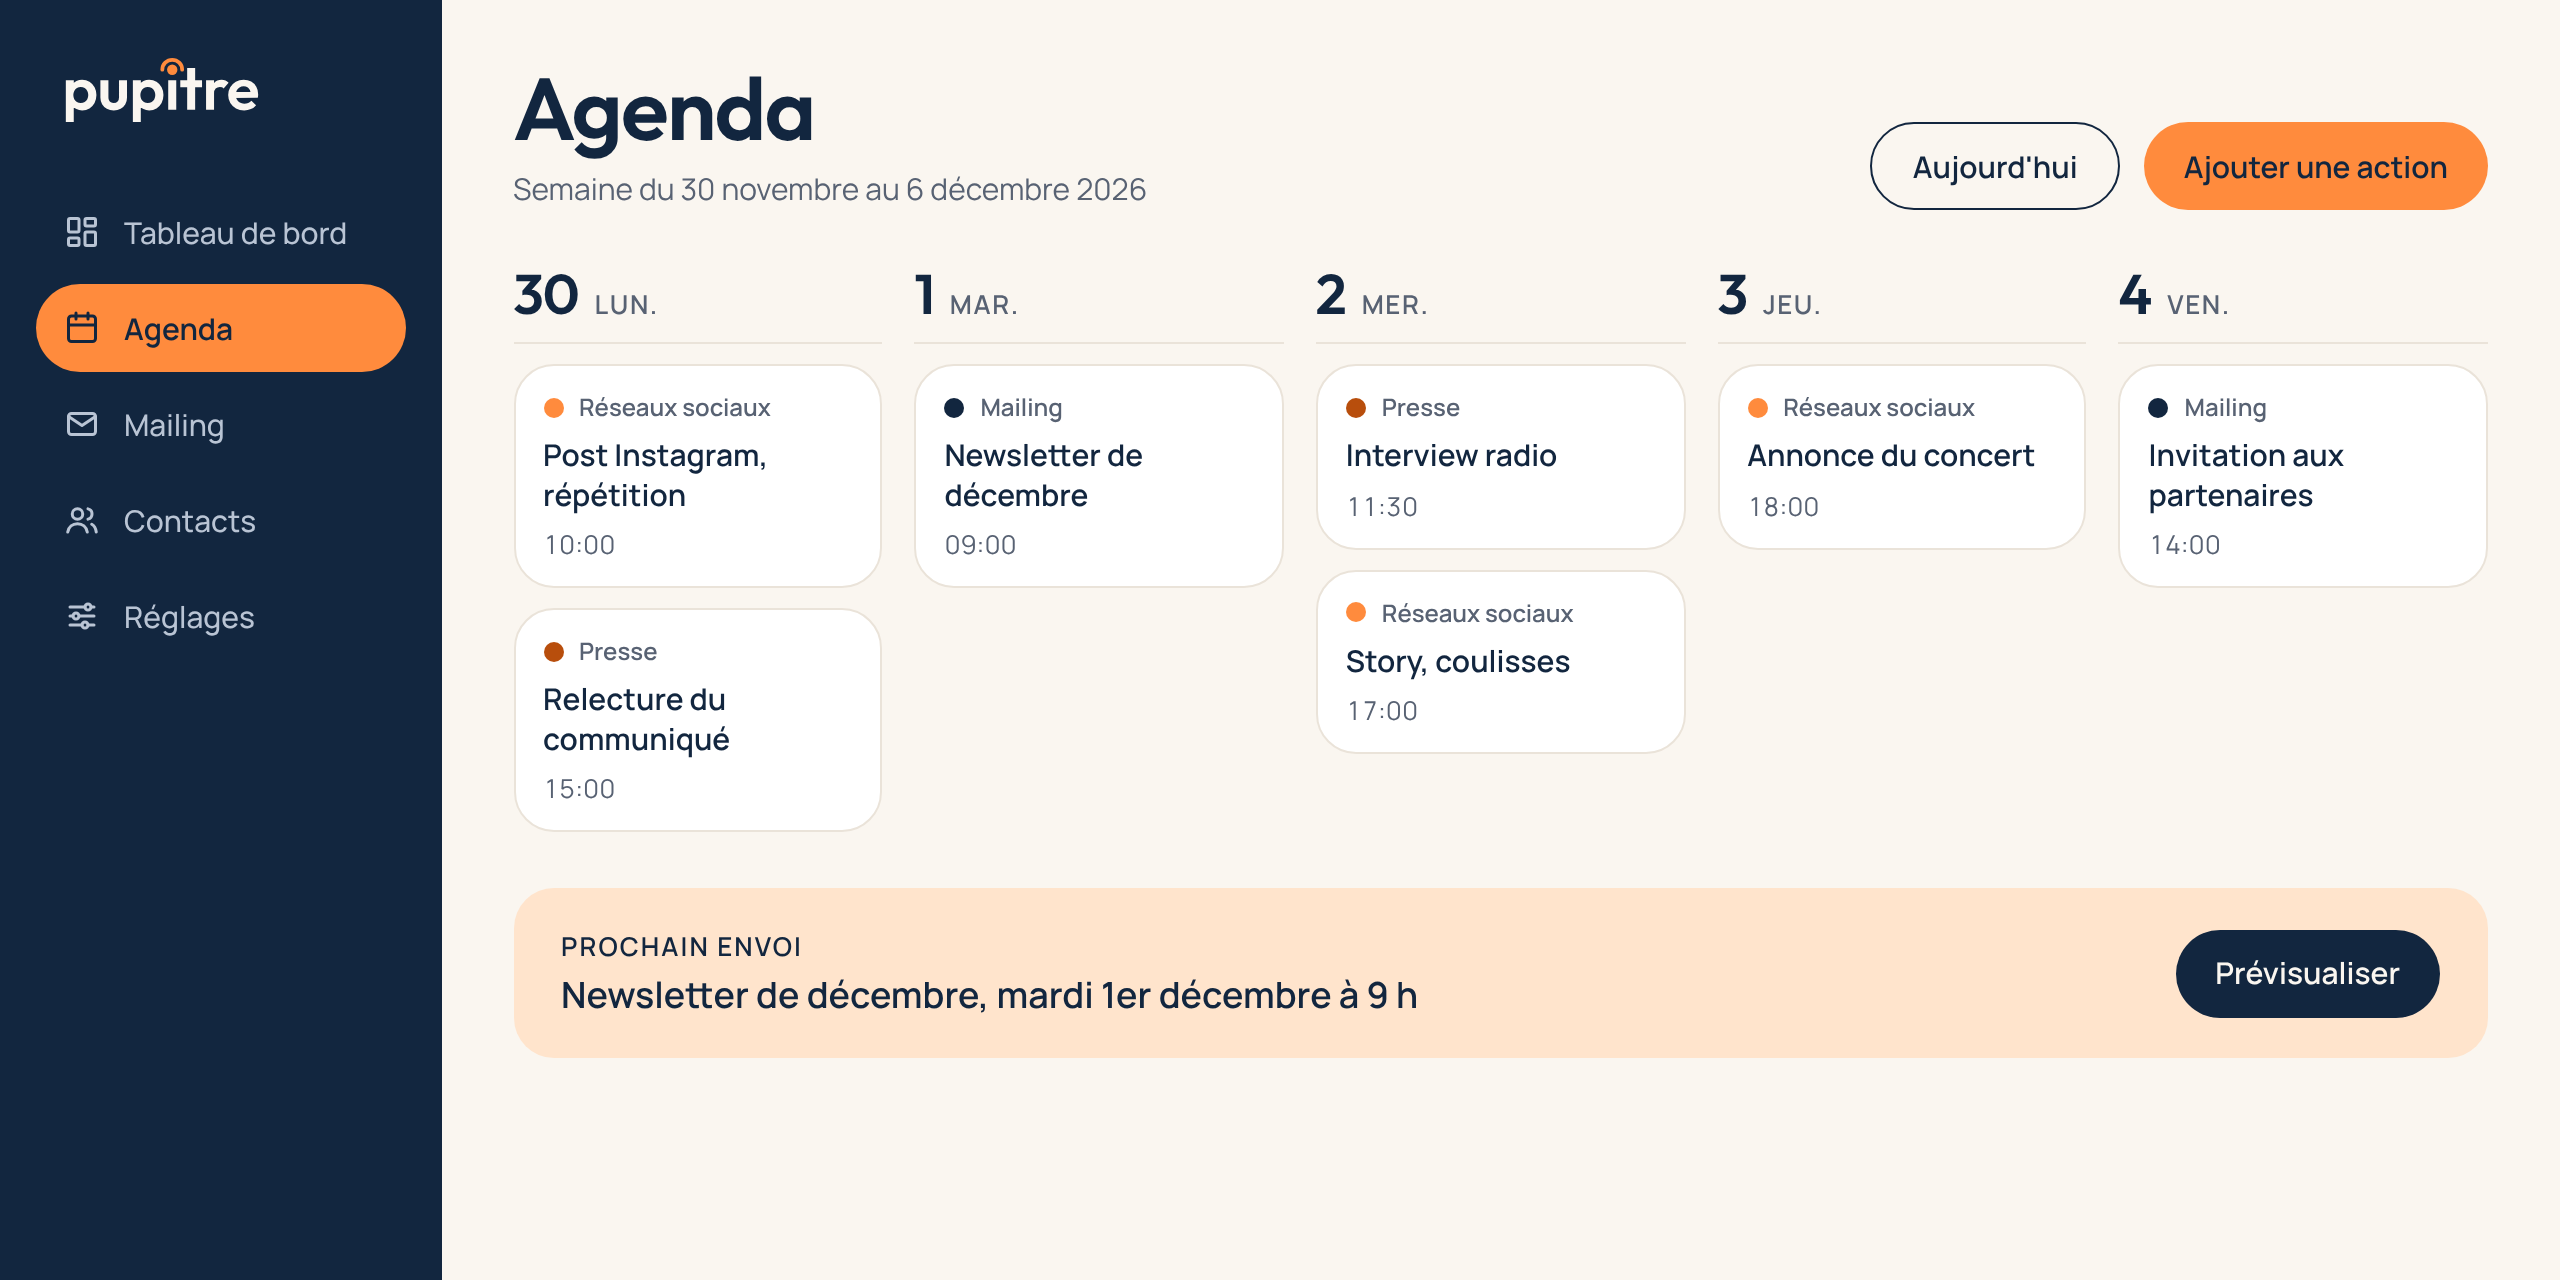 pupitre
Tableau de bord
Agenda
Mailing
Contacts
Réglages
Agenda
Semaine du 30 novembre au 6 décembre 2026
Aujourd'hui
Ajouter une action
30 LUN.
Réseaux sociaux
Post Instagram,
répétition
10:00
Presse
Relecture du
communiqué
15:00
1 MAR.
Mailing
Newsletter de
décembre
09:00
2 MER.
Presse
Interview radio
11:30
Réseaux sociaux
Story, coulisses
17:00
3 JEU.
Réseaux sociaux
Annonce du concert
18:00
4 VEN.
Mailing
Invitation aux
partenaires
14:00
PROCHAIN ENVOI
Newsletter de décembre, mardi 1er décembre à 9 h
Prévisualiser